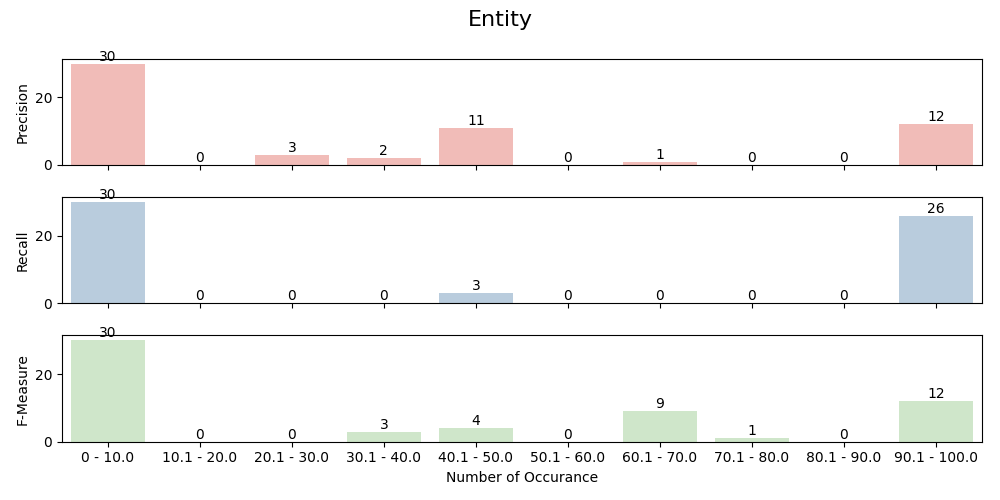 Entity
Precision
20
0
30 0 3 2 11 0 1 0 0 12
Recall
20
0
30 0 0 0 3 0 0 0 0 26
F-Measure
20
0
30 0 0 3 4 0 9 1 0 12
0 - 10.0 10.1 - 20.0 20.1 - 30.0 30.1 - 40.0 40.1 - 50.0 50.1 - 60.0 60.1 - 70.0 70.1 - 80.0 80.1 - 90.0 90.1 - 100.0
Number of Occurance